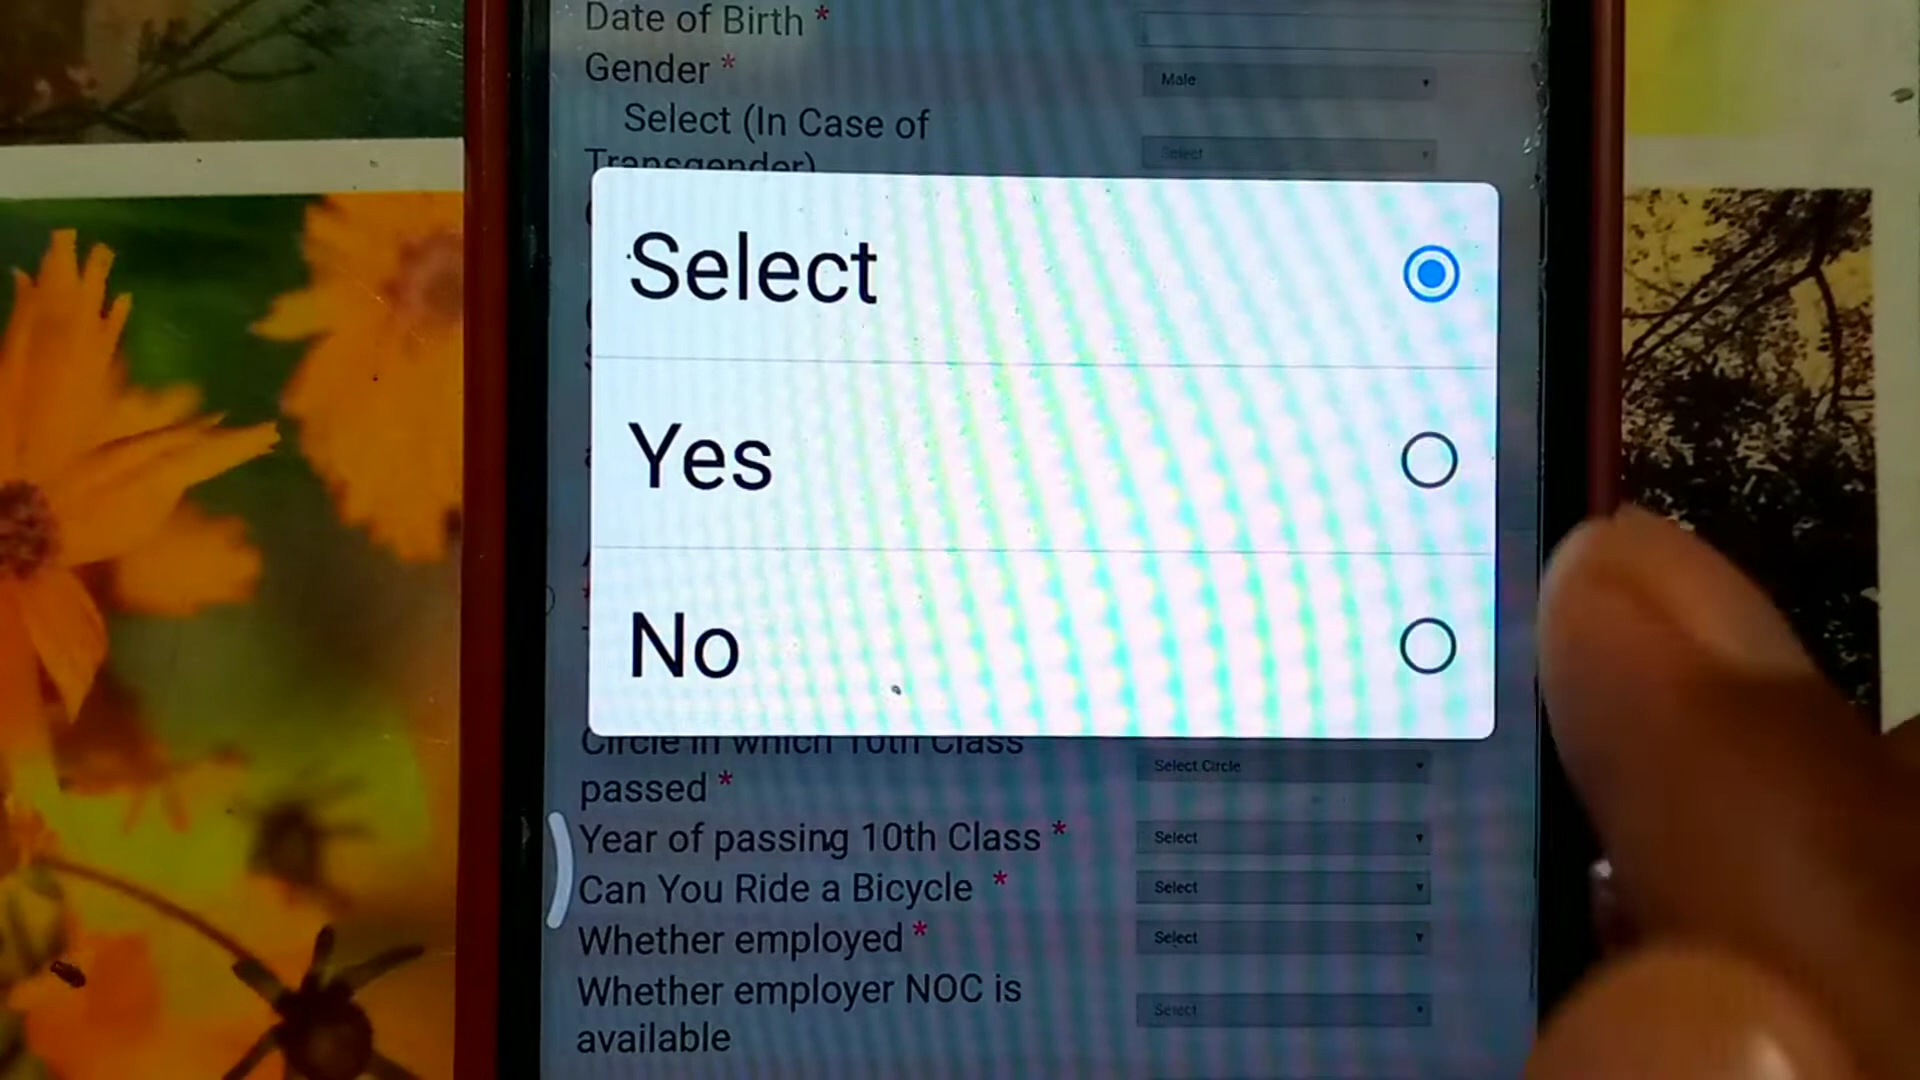 Date of Birth *
Gender * Male
Select (In Case of
Transgender) Select
Select
Yes
No
Circle in which 10th Class
passed * Select Circle
Year of passing 10th Class * Select
Can You Ride a Bicycle * Select
Whether employed * Select
Whether employer NOC is
available Select